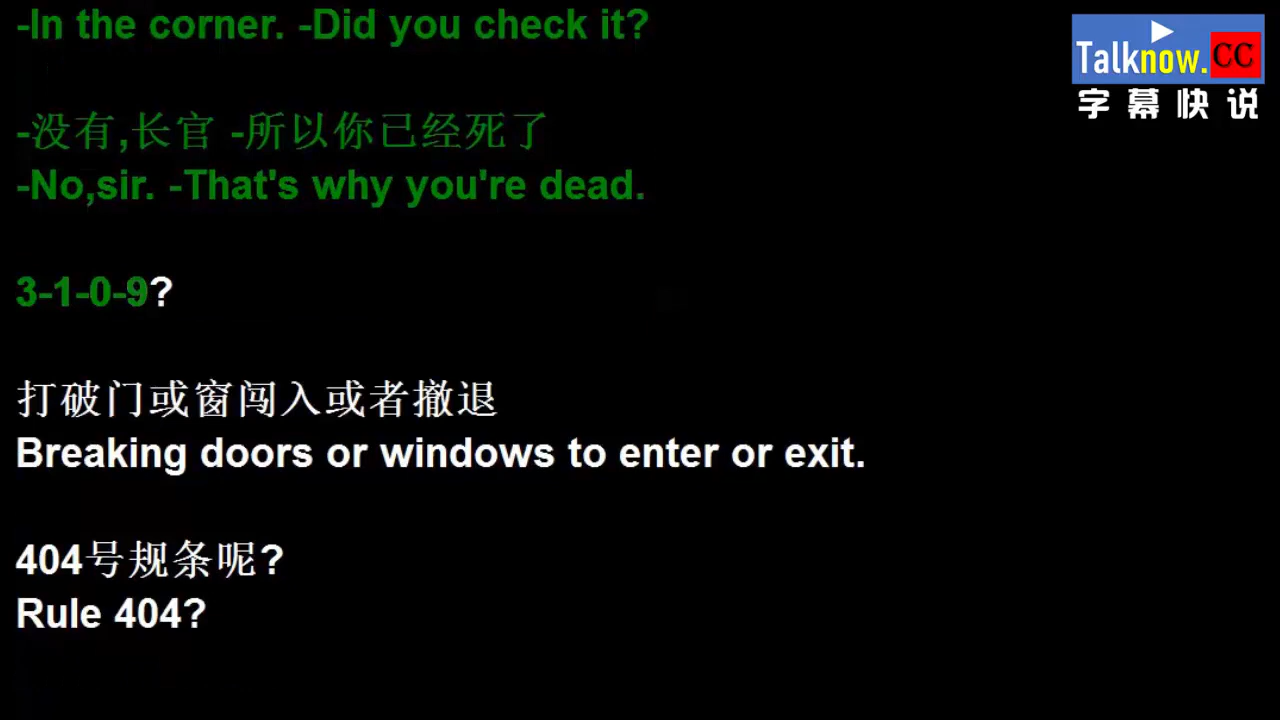 -In the corner. -Did you check it?
Talknow.CC
字幕快说
-没有,长官 -所以你已经死了
-No,sir. -That's why you're dead.
3-1-0-9?
打破门或窗闯入或者撤退
Breaking doors or windows to enter or exit.
404号规条呢?
Rule 404?